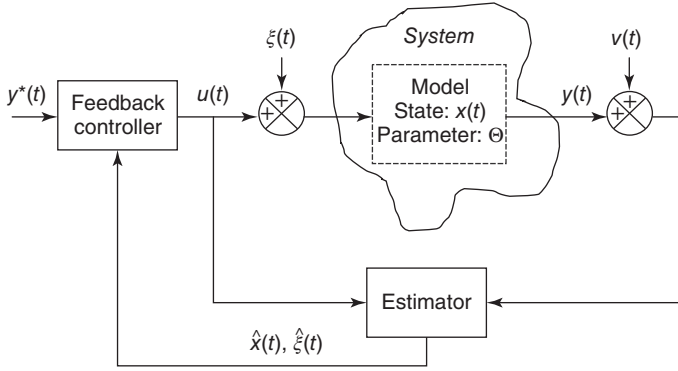 ξ(t)
System
v(t)
y*(t)
Feedback
controller
u(t)
+
+
Model
State: x(t)
Parameter: Θ
y(t)
+
+
Estimator
x̂(t), ξ̂(t)